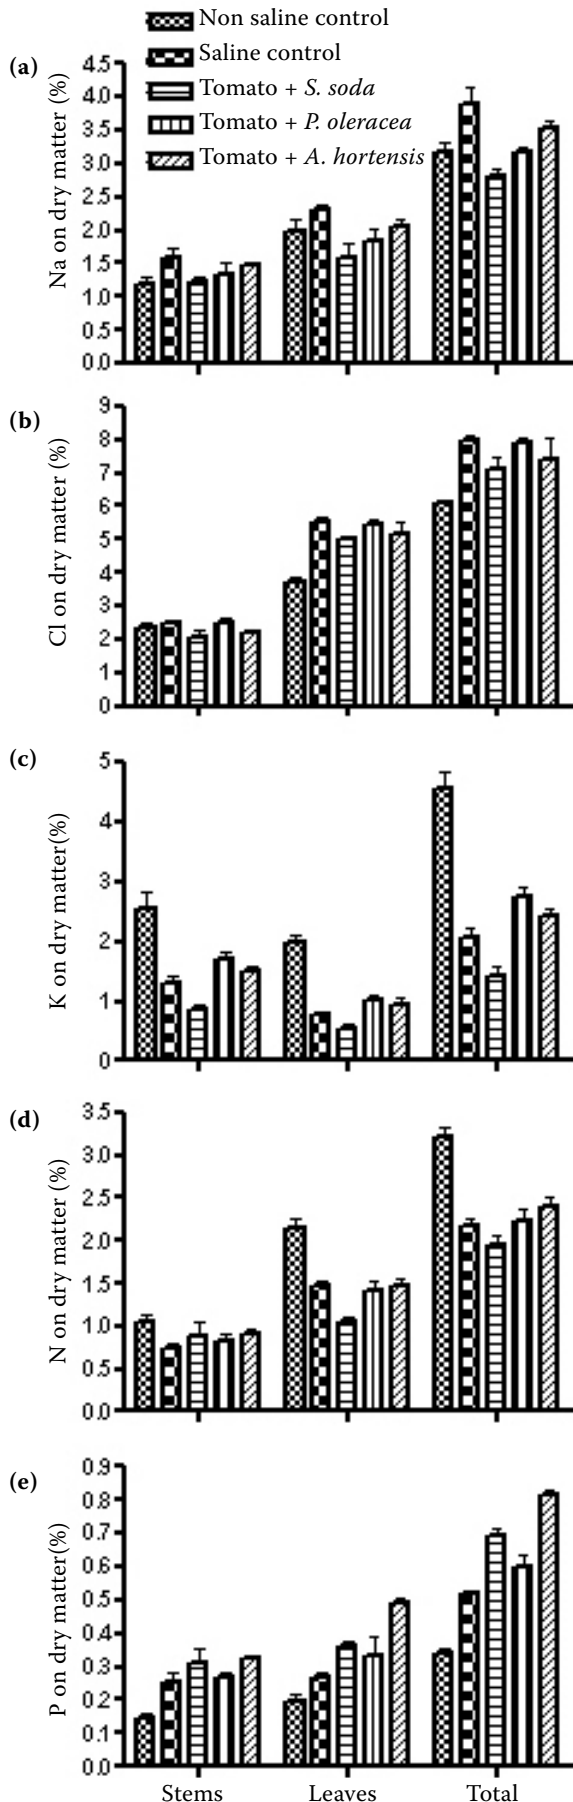 Non saline control
Saline control
Tomato + S. soda
Tomato + P. oleracea
Tomato + A. hortensis
(a)
Na on dry matter (%)
4.5
4.0
3.5
3.0
2.5
2.0
1.5
1.0
0.5
0.0
(b)
Cl on dry matter (%)
9
8
7
6
5
4
3
2
1
0
(c)
K on dry matter(%)
5
4
3
2
1
0
(d)
N on dry matter (%)
3.5
3.0
2.5
2.0
1.5
1.0
0.5
0.0
(e)
P on dry matter(%)
0.9
0.8
0.7
0.6
0.5
0.4
0.3
0.2
0.1
0.0
Stems Leaves Total